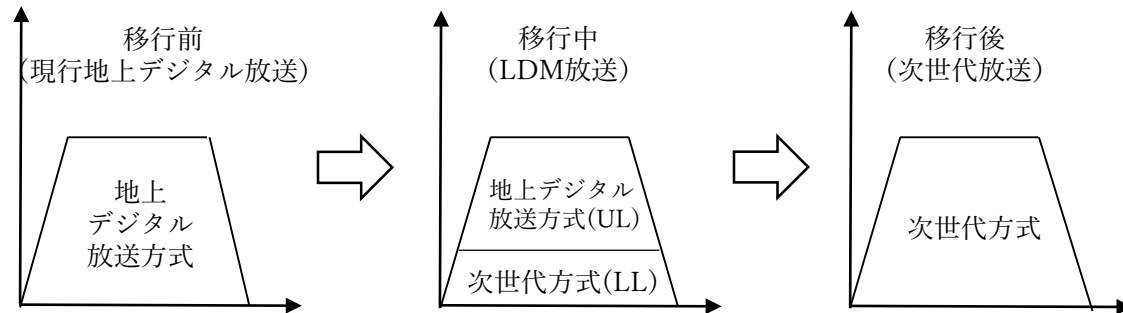 移行前
(現行地上デジタル放送)
地上
デジタル
放送方式
移行中
(LDM放送)
地上デジタル
放送方式(UL)
次世代方式(LL)
移行後
(次世代放送)
次世代方式